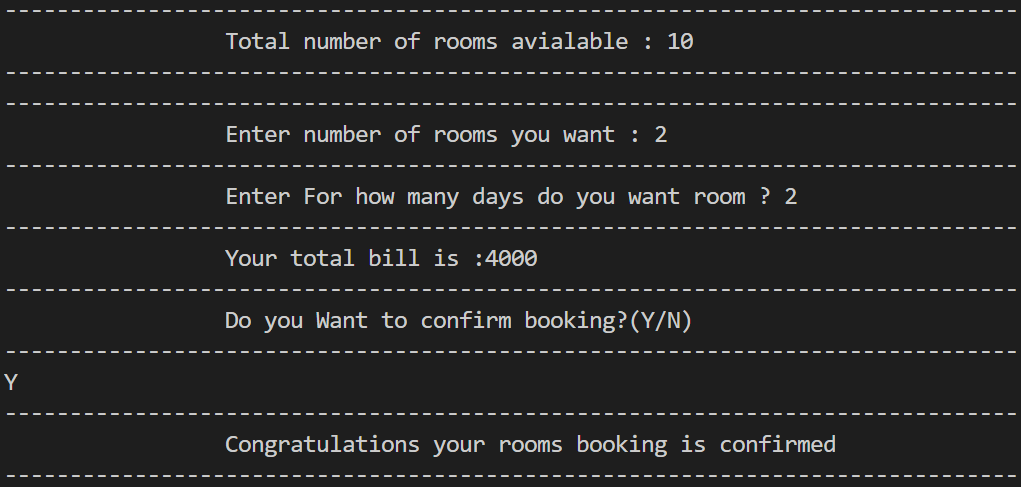 ------------------------------------------------------------------------------
Total number of rooms avialable : 10
------------------------------------------------------------------------------
------------------------------------------------------------------------------
Enter number of rooms you want : 2
------------------------------------------------------------------------------
Enter For how many days do you want room ? 2
------------------------------------------------------------------------------
Your total bill is :4000
------------------------------------------------------------------------------
Do you Want to confirm booking?(Y/N)
------------------------------------------------------------------------------
Y
------------------------------------------------------------------------------
Congratulations your rooms booking is confirmed
------------------------------------------------------------------------------